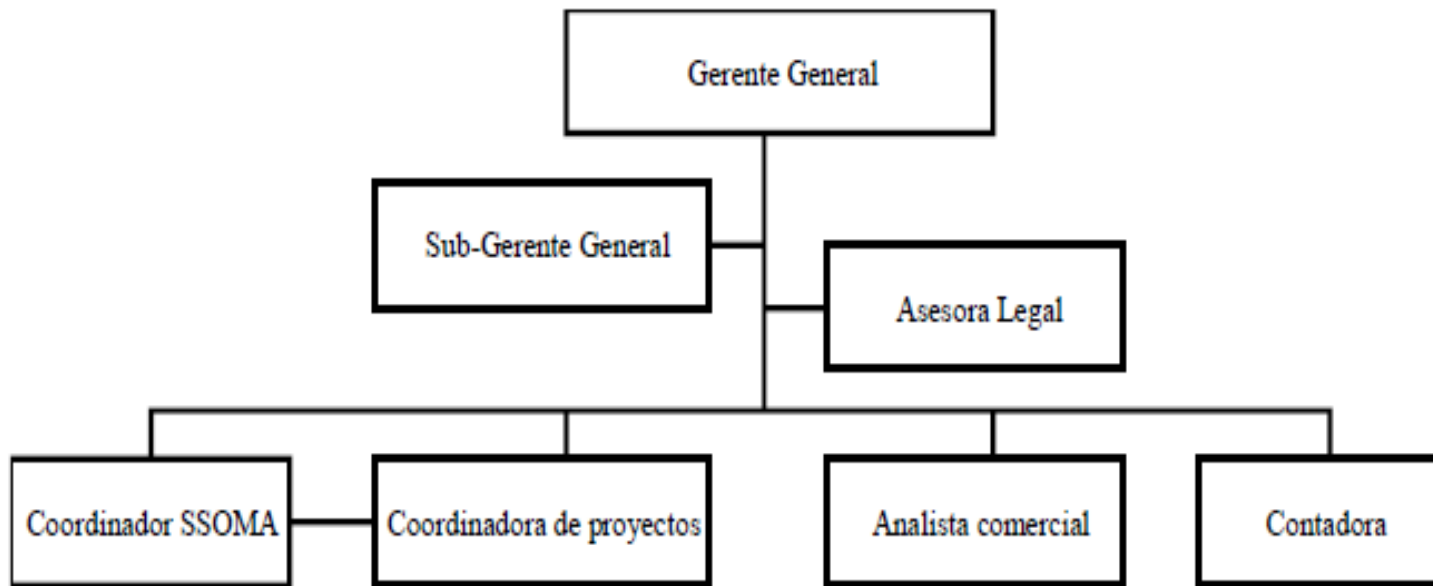 Gerente General
Sub-Gerente General
Asesora Legal
Coordinador SSOMA
Coordinadora de proyectos
Analista comercial
Contadora